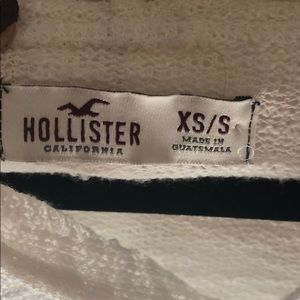 HOLLISTER
CALIFORNIA
XS/S
MADE IN
GUATEMALA